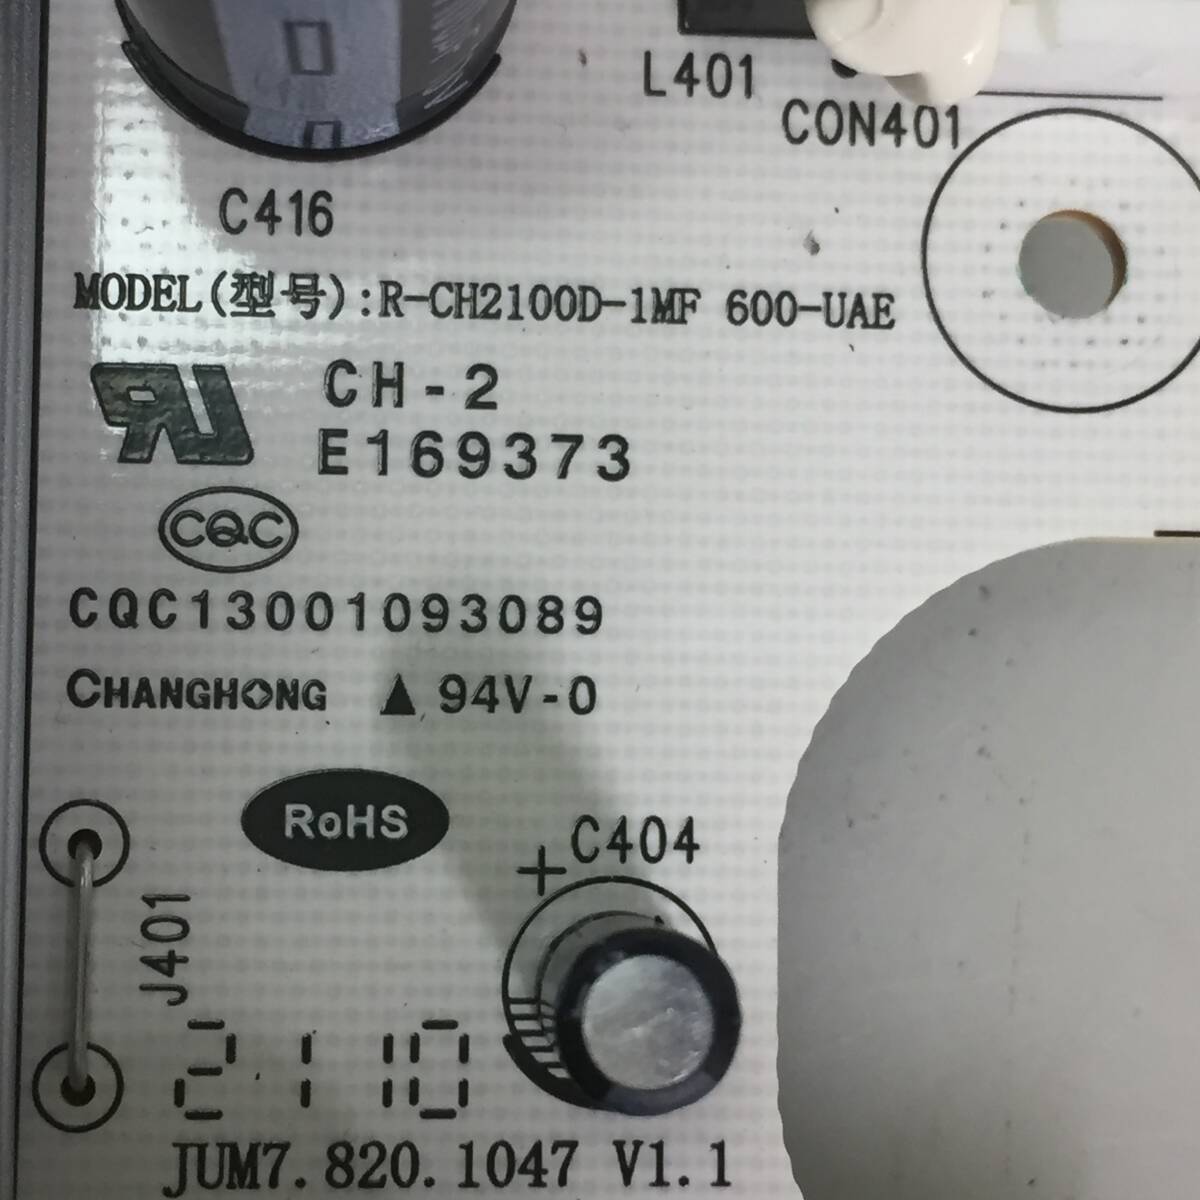 L401
CON401
C416
MODEL(型号):R-CH2100D-1MF 600-UAE
RU CH-2
E169373
CQC
CQC13001093089
CHANGHONG ▲ 94V-0
RoHS
+ C404
J401
2110
JUM7.820.1047 V1.1